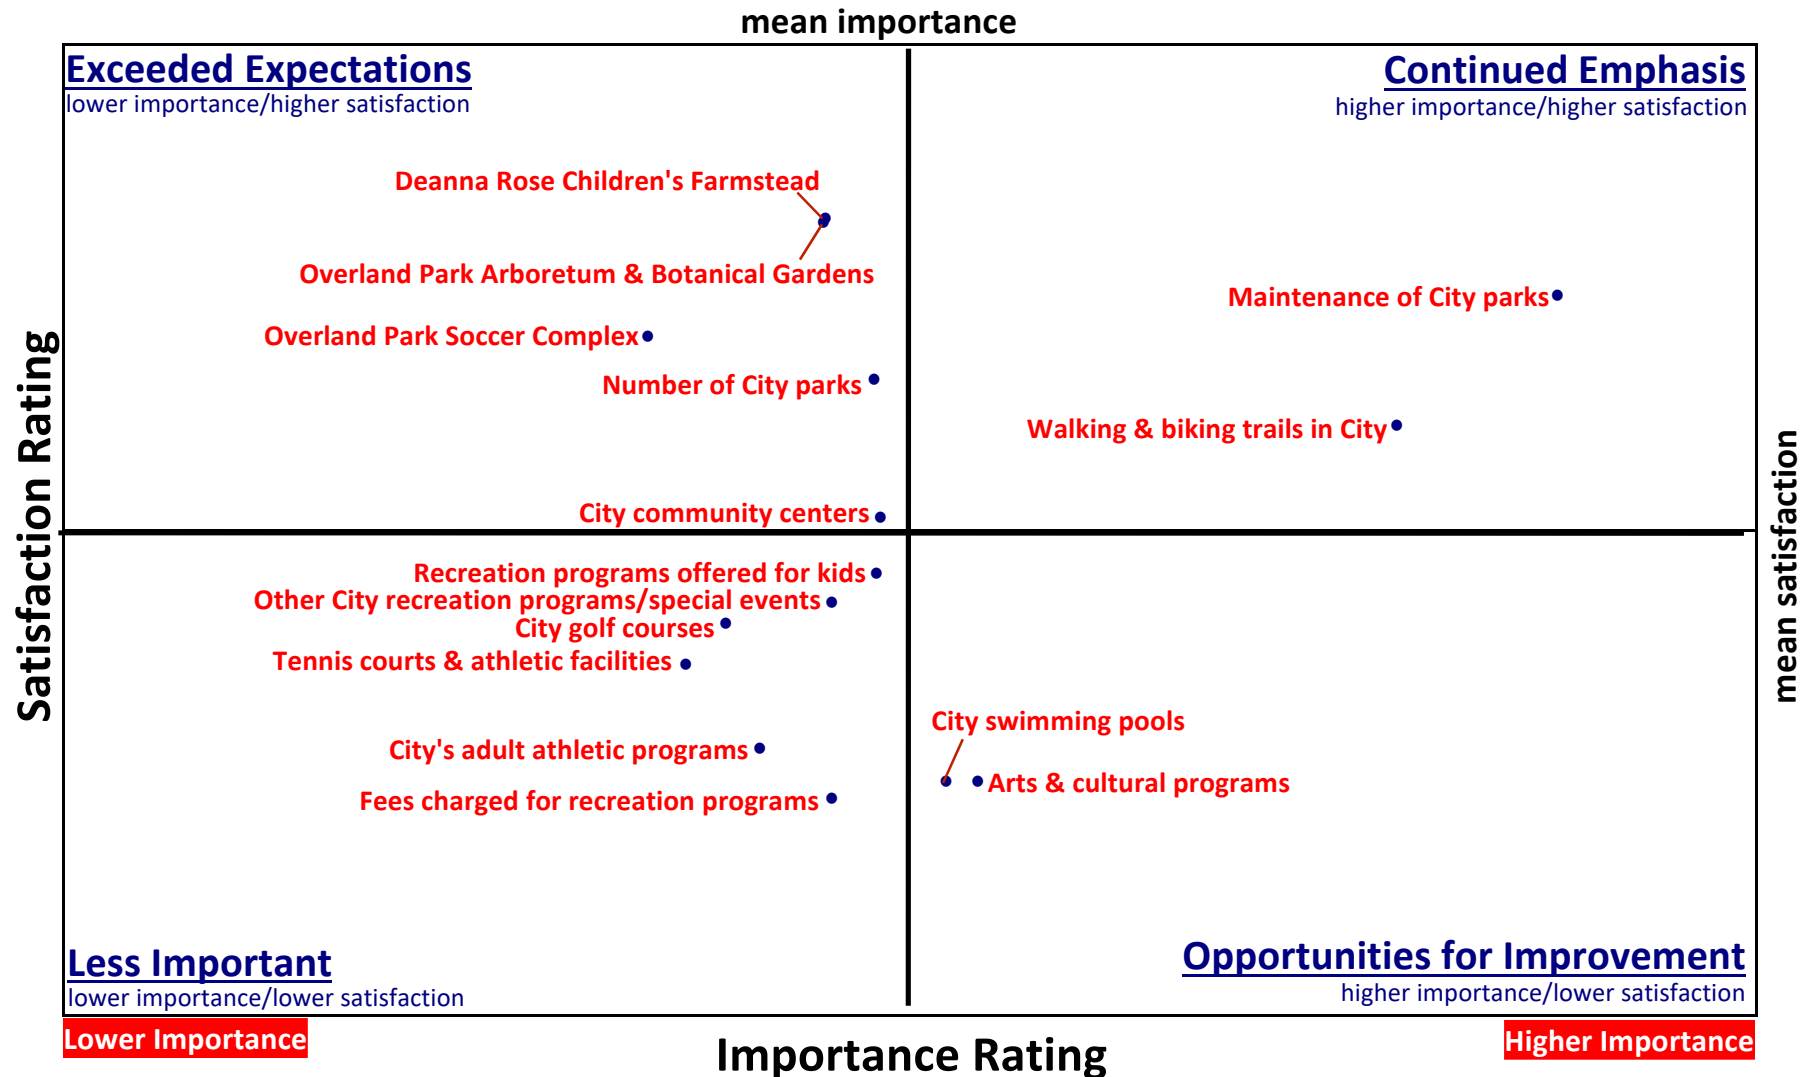 mean importance
Exceeded Expectations
lower importance/higher satisfaction
Continued Emphasis
higher importance/higher satisfaction
Deanna Rose Children's Farmstead
Overland Park Arboretum & Botanical Gardens
Maintenance of City parks
Overland Park Soccer Complex
Number of City parks
Walking & biking trails in City
City community centers
Satisfaction Rating
mean satisfaction
Recreation programs offered for kids
Other City recreation programs/special events
City golf courses
Tennis courts & athletic facilities
City swimming pools
City's adult athletic programs
Arts & cultural programs
Fees charged for recreation programs
Less Important
lower importance/lower satisfaction
Opportunities for Improvement
higher importance/lower satisfaction
Lower Importance
Importance Rating
Higher Importance